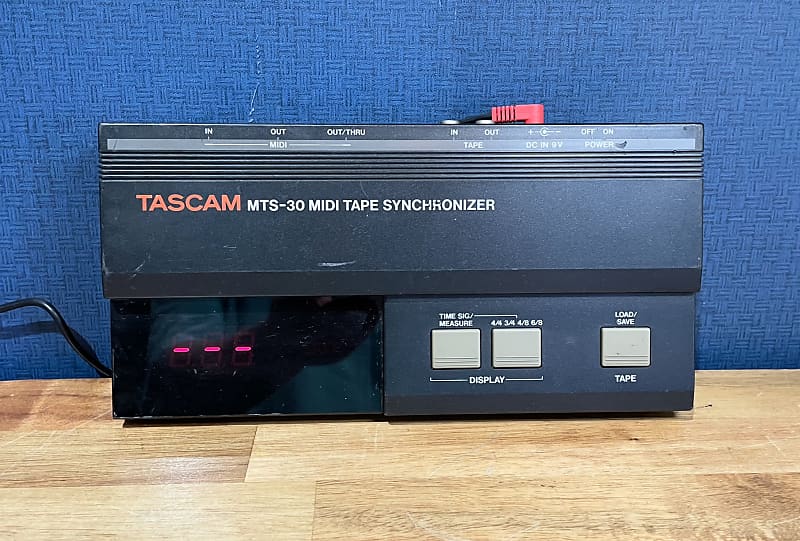 IN OUT OUT/THRU IN OUT + - OFF ON
MIDI TAPE DC IN 9V POWER
TASCAM MTS-30 MIDI TAPE SYNCHRONIZER
TIME SIG/
MEASURE 4/4 3/4 4/8 6/8
LOAD/
SAVE
DISPLAY
TAPE
---